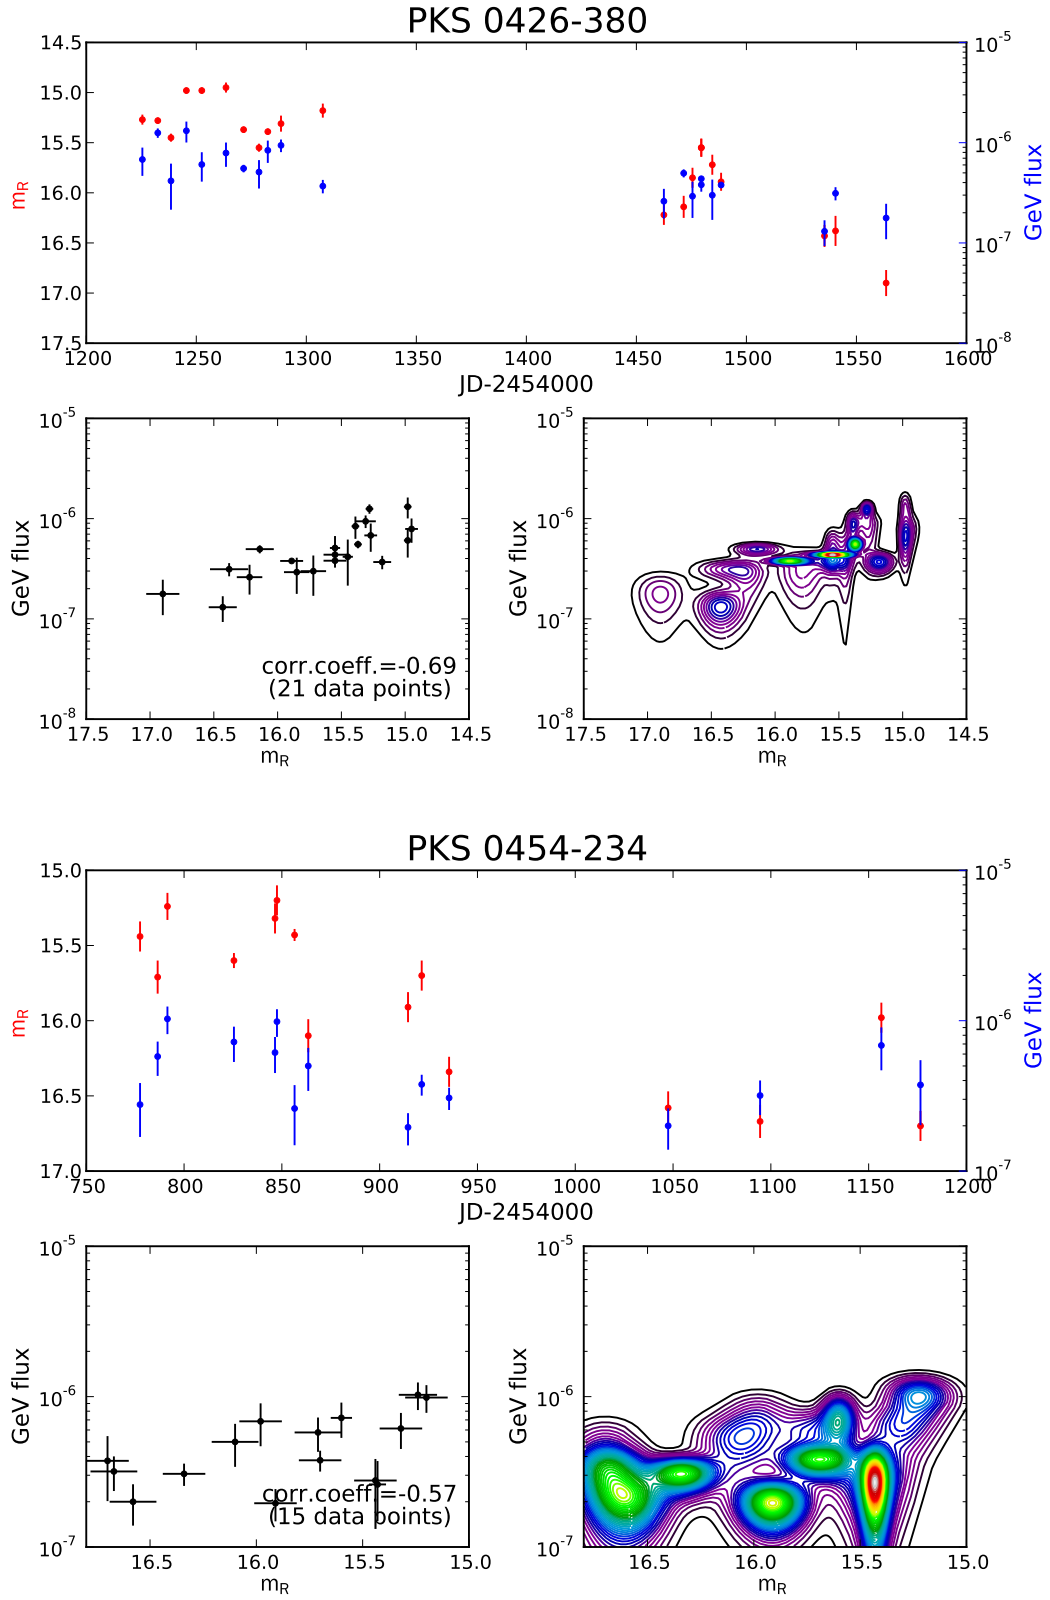 PKS 0426-380
14.5
15.0
15.5
16.0
16.5
17.0
17.5
m_R
10^-5
10^-6
10^-7
10^-8
GeV flux
1200 1250 1300 1350 1400 1450 1500 1550 1600
JD-2454000
10^-5
10^-6
10^-7
10^-8
GeV flux
corr.coeff.=-0.69
(21 data points)
17.5 17.0 16.5 16.0 15.5 15.0 14.5
m_R
10^-5
10^-6
10^-7
10^-8
GeV flux
17.5 17.0 16.5 16.0 15.5 15.0 14.5
m_R
PKS 0454-234
15.0
15.5
16.0
16.5
17.0
m_R
10^-5
10^-6
10^-7
GeV flux
750 800 850 900 950 1000 1050 1100 1150 1200
JD-2454000
10^-5
10^-6
10^-7
GeV flux
corr.coeff.=-0.57
(15 data points)
16.5 16.0 15.5 15.0
m_R
10^-5
10^-6
10^-7
GeV flux
16.5 16.0 15.5 15.0
m_R